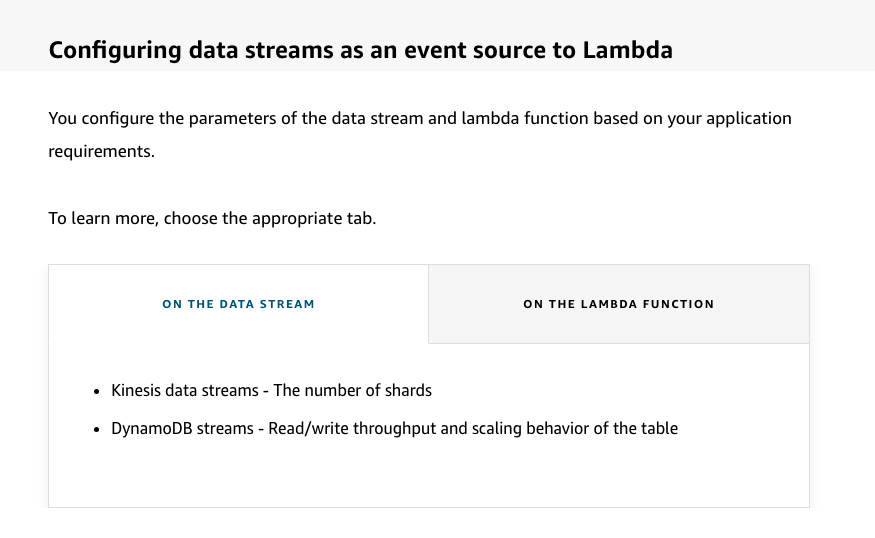 Configuring data streams as an event source to Lambda
You configure the parameters of the data stream and lambda function based on your application
requirements.
To learn more, choose the appropriate tab.
ON THE DATA STREAM
ON THE LAMBDA FUNCTION
• Kinesis data streams - The number of shards
• DynamoDB streams - Read/write throughput and scaling behavior of the table